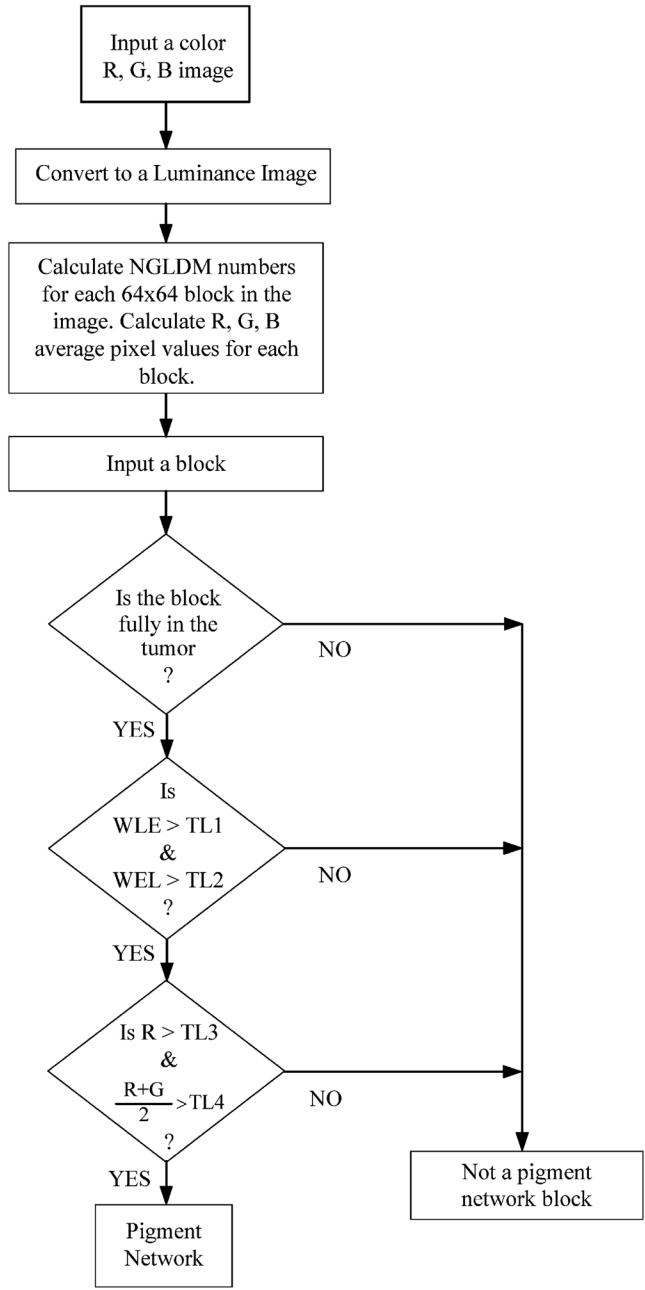 Input a color
R, G, B image
Convert to a Luminance Image
Calculate NGLDM numbers
for each 64x64 block in the
image. Calculate R, G, B
average pixel values for each
block.
Input a block
Is the block
fully in the
tumor
?
NO
YES
Is
WLE > TL1
&
WEL > TL2
?
NO
YES
Is R > TL3
&
R+G
2
>TL4
?
NO
YES
Pigment
Network
Not a pigment
network block